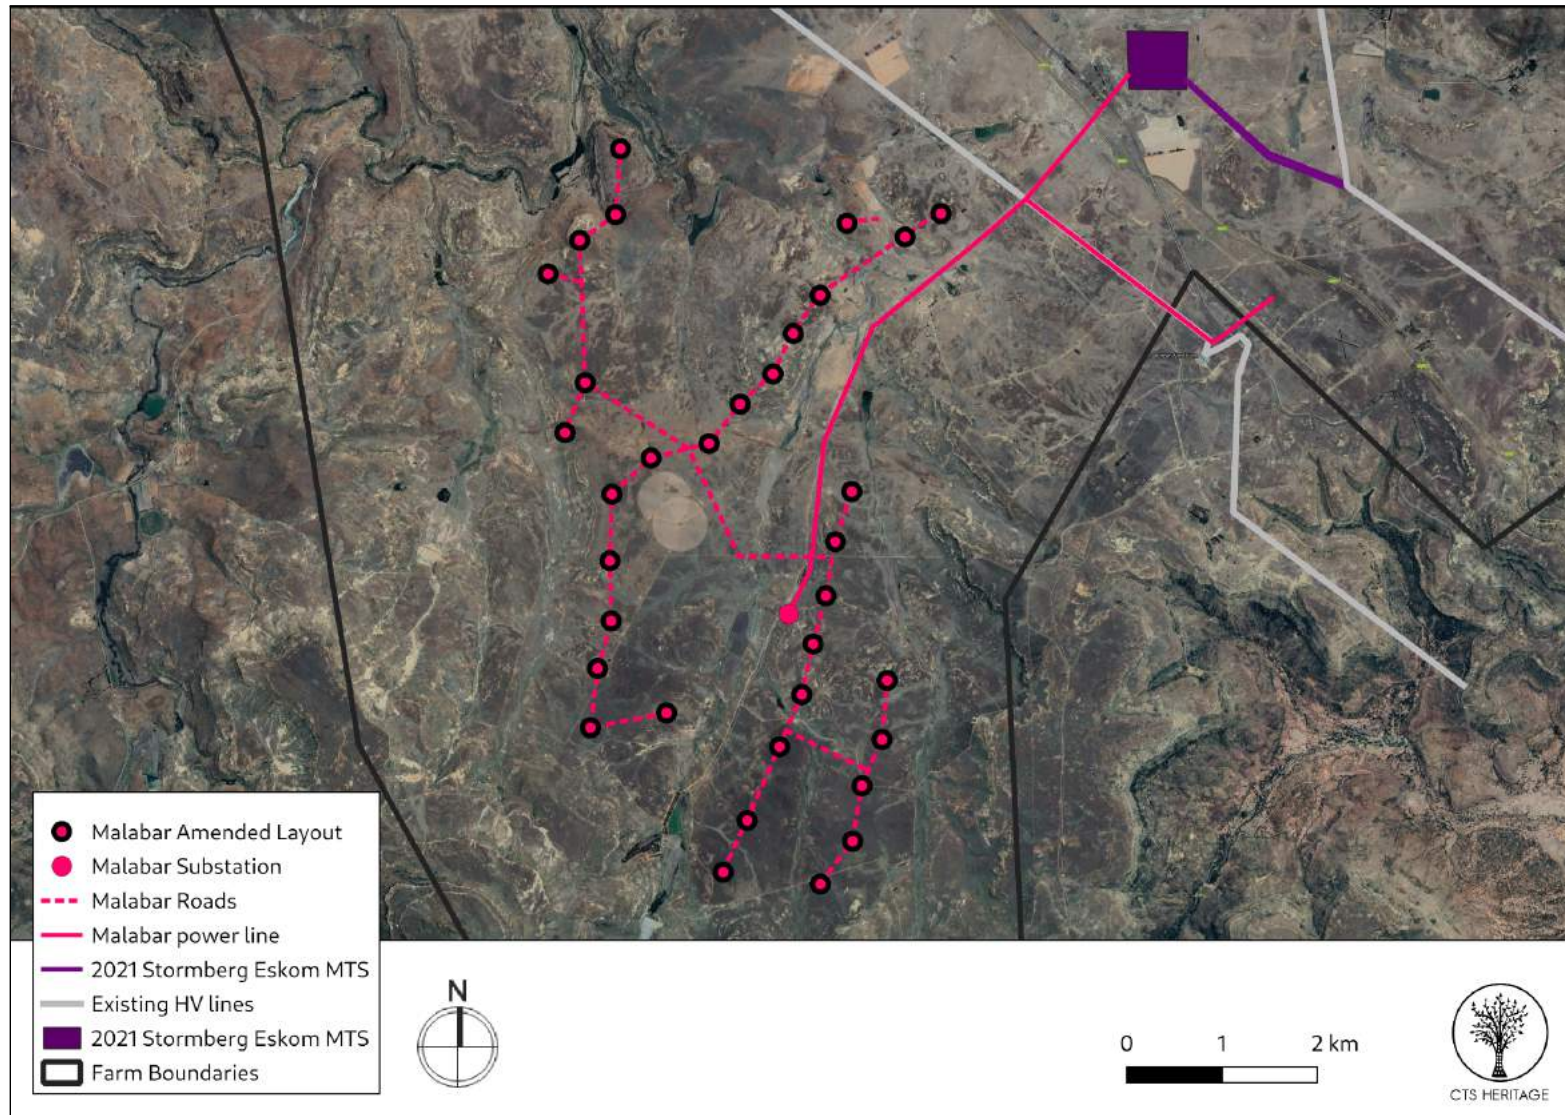 Malabar Amended Layout
Malabar Substation
Malabar Roads
Malabar power line
2021 Stormberg Eskom MTS
Existing HV lines
2021 Stormberg Eskom MTS
Farm Boundaries
N
0 1 2 km
CTS HERITAGE